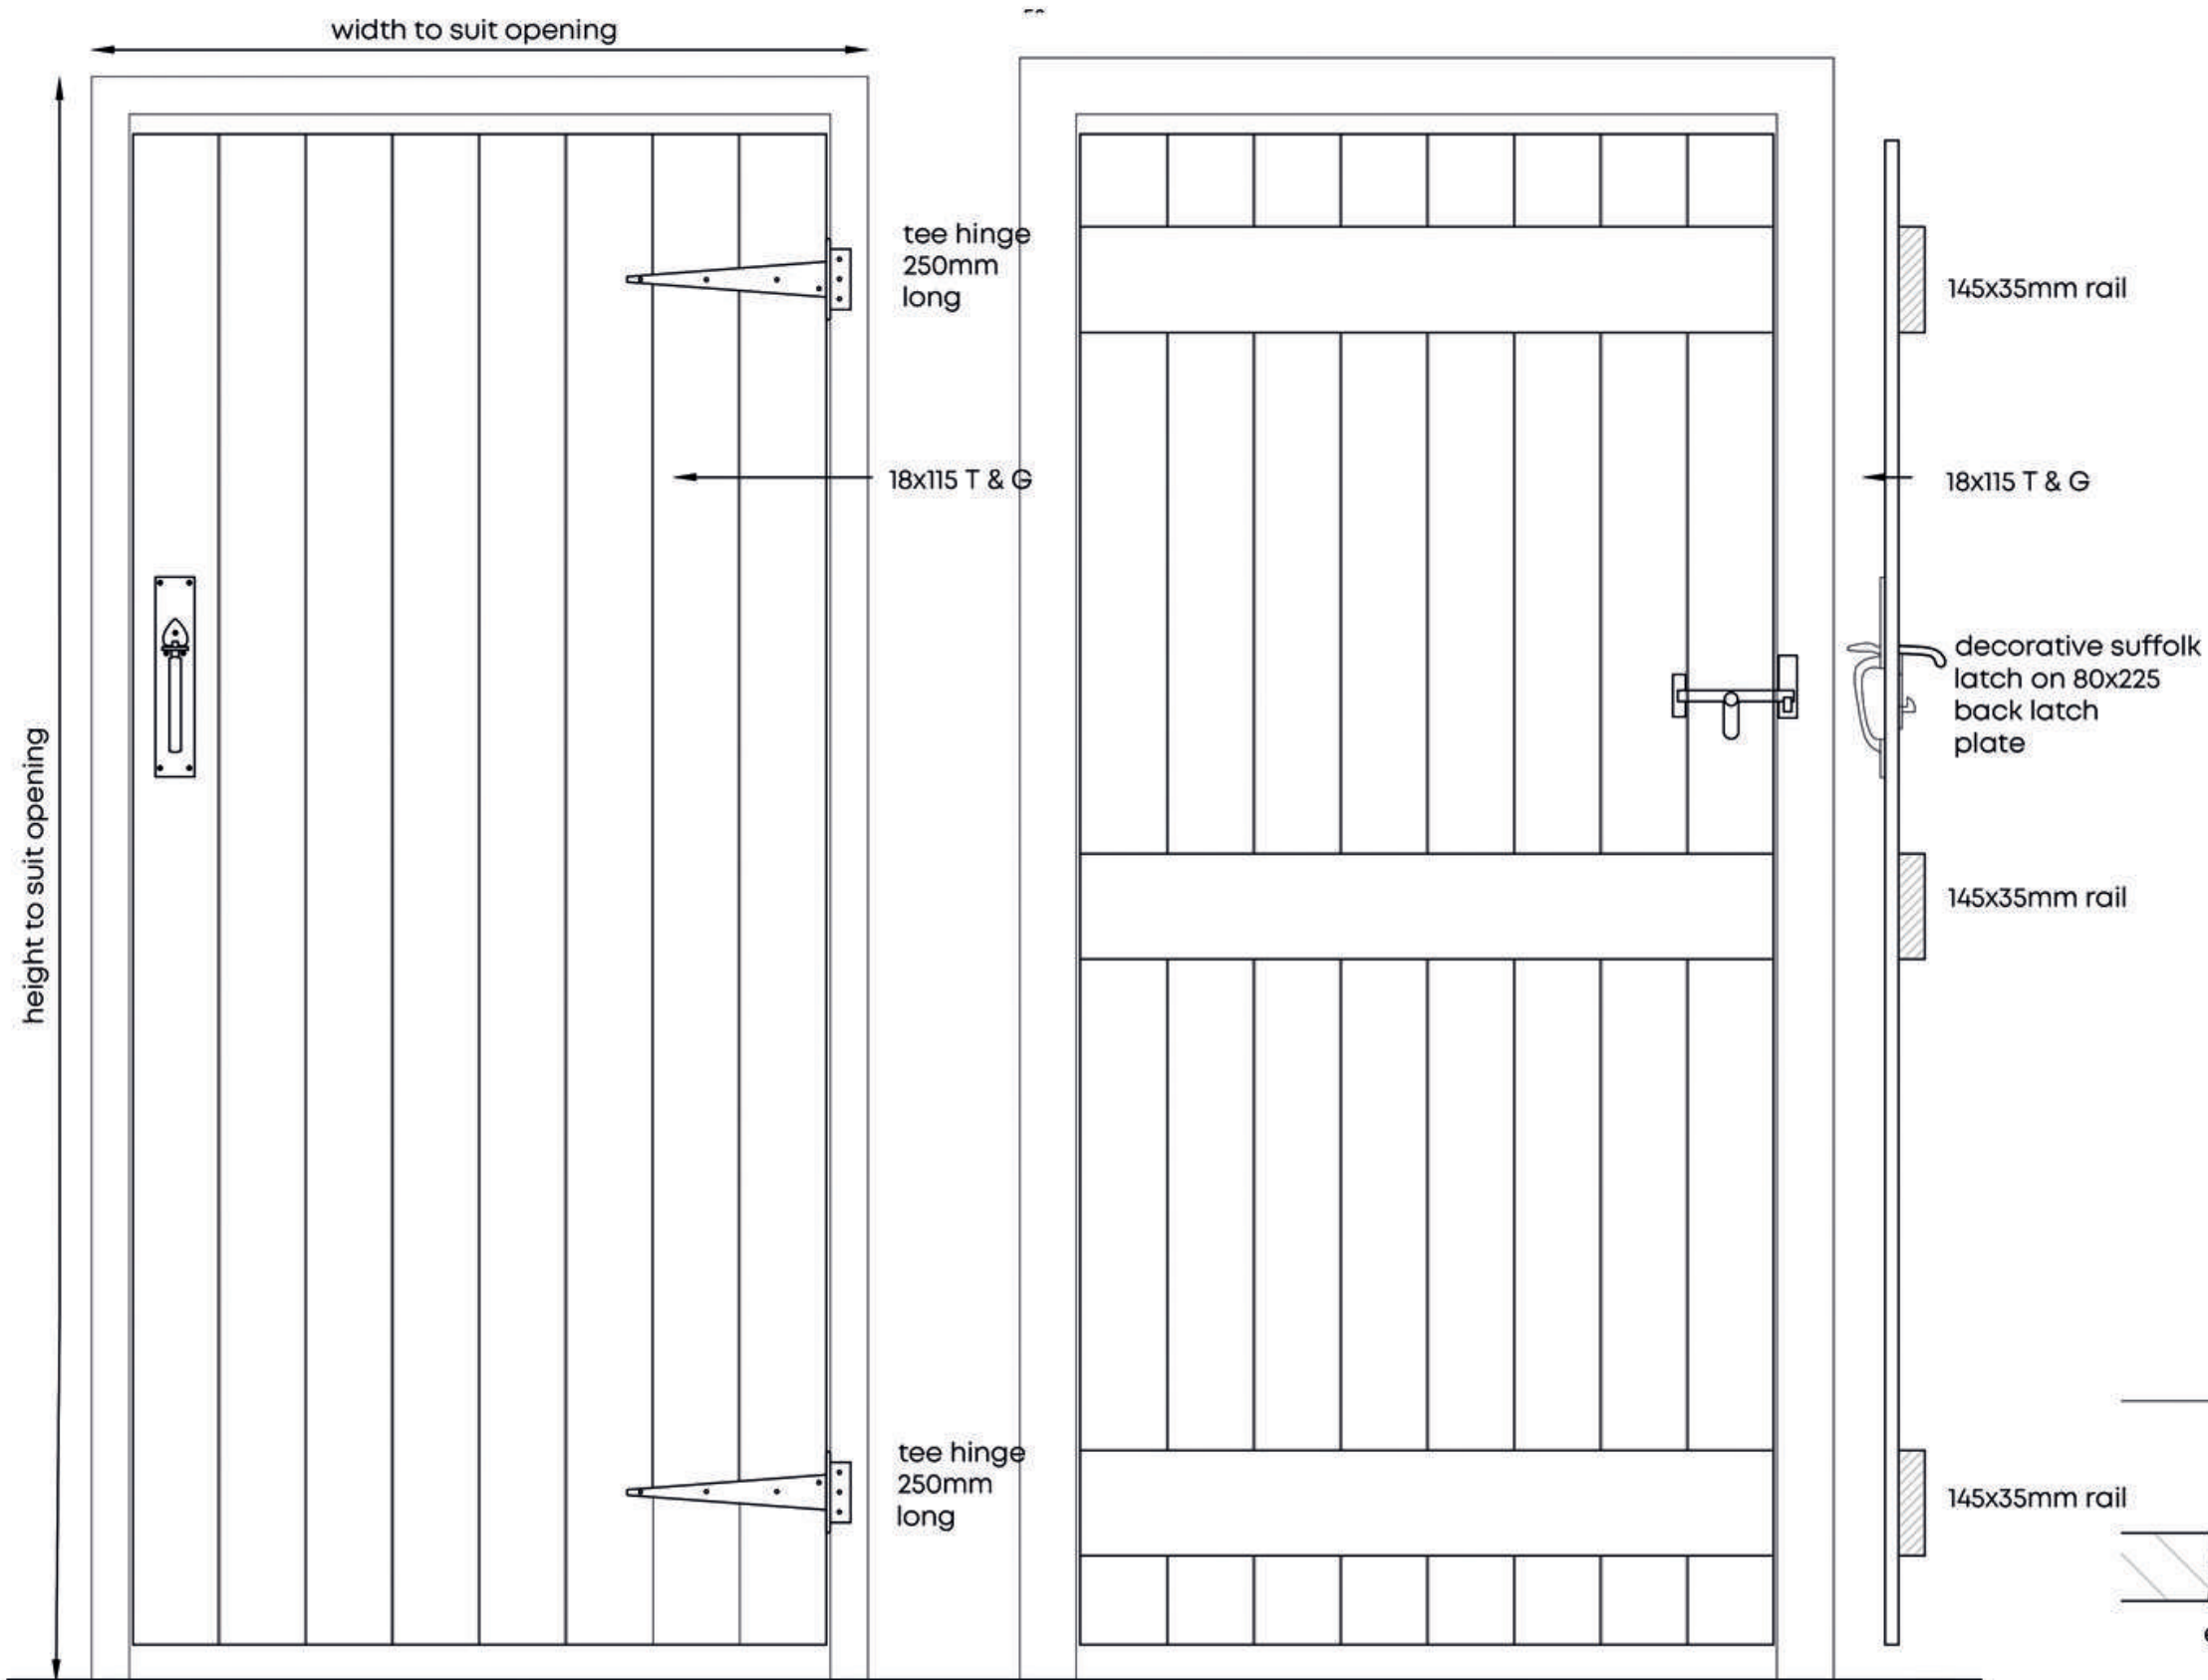 width to suit opening
height to suit opening
tee hinge
250mm
long
18x115 T & G
tee hinge
250mm
long
145x35mm rail
18x115 T & G
decorative suffolk
latch on 80x225
back latch
plate
145x35mm rail
145x35mm rail